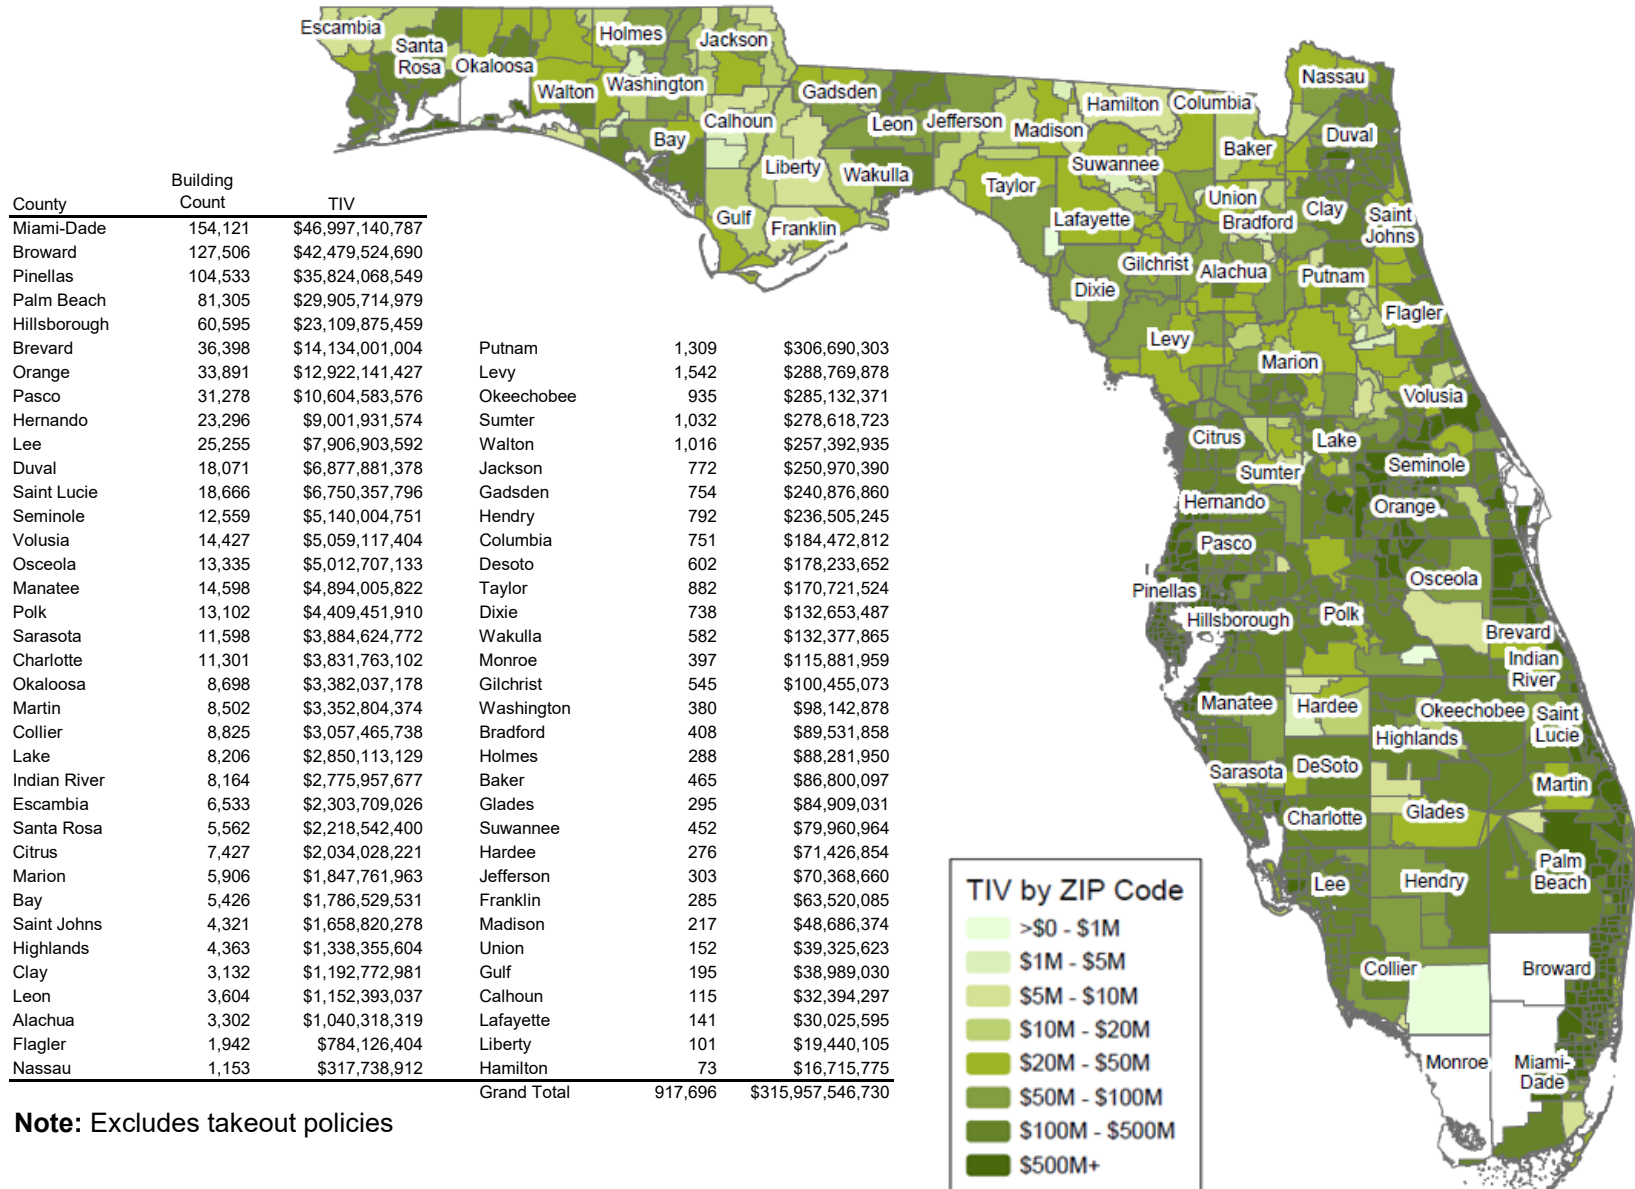 County Building Count TIV
Miami-Dade 154,121 $46,997,140,787
Broward 127,506 $42,479,524,690
Pinellas 104,533 $35,824,068,549
Palm Beach 81,305 $29,905,714,979
Hillsborough 60,595 $23,109,875,459
Brevard 36,398 $14,134,001,004
Orange 33,891 $12,922,141,427
Pasco 31,278 $10,604,583,576
Hernando 23,296 $9,001,931,574
Lee 25,255 $7,906,903,592
Duval 18,071 $6,877,881,378
Saint Lucie 18,666 $6,750,357,796
Seminole 12,559 $5,140,004,751
Volusia 14,427 $5,059,117,404
Osceola 13,335 $5,012,707,133
Manatee 14,598 $4,894,005,822
Polk 13,102 $4,409,451,910
Sarasota 11,598 $3,884,624,772
Charlotte 11,301 $3,831,763,102
Okaloosa 8,698 $3,382,037,178
Martin 8,502 $3,352,804,374
Collier 8,825 $3,057,465,738
Lake 8,206 $2,850,113,129
Indian River 8,164 $2,775,957,677
Escambia 6,533 $2,303,709,026
Santa Rosa 5,562 $2,218,542,400
Citrus 7,427 $2,034,028,221
Marion 5,906 $1,847,761,963
Bay 5,426 $1,786,529,531
Saint Johns 4,321 $1,658,820,278
Highlands 4,363 $1,338,355,604
Clay 3,132 $1,192,772,981
Leon 3,604 $1,152,393,037
Alachua 3,302 $1,040,318,319
Flagler 1,942 $784,126,404
Nassau 1,153 $317,738,912
Putnam 1,309 $306,690,303
Levy 1,542 $288,769,878
Okeechobee 935 $285,132,371
Sumter 1,032 $278,618,723
Walton 1,016 $257,392,935
Jackson 772 $250,970,390
Gadsden 754 $240,876,860
Hendry 792 $236,505,245
Columbia 751 $184,472,812
Desoto 602 $178,233,652
Taylor 882 $170,721,524
Dixie 738 $132,653,487
Wakulla 582 $132,377,865
Monroe 397 $115,881,959
Gilchrist 545 $100,455,073
Washington 380 $98,142,878
Bradford 408 $89,531,858
Holmes 288 $88,281,950
Baker 465 $86,800,097
Glades 295 $84,909,031
Suwannee 452 $79,960,964
Hardee 276 $71,426,854
Jefferson 303 $70,368,660
Franklin 285 $63,520,085
Madison 217 $48,686,374
Union 152 $39,325,623
Gulf 195 $38,989,030
Calhoun 115 $32,394,297
Lafayette 141 $30,025,595
Liberty 101 $19,440,105
Hamilton 73 $16,715,775
Grand Total 917,696 $315,957,546,730
Note: Excludes takeout policies
Escambia
Santa
Rosa
Okaloosa
Walton
Holmes
Washington
Jackson
Bay
Calhoun
Gulf
Liberty
Franklin
Gadsden
Leon
Wakulla
Jefferson
Madison
Taylor
Hamilton
Suwannee
Lafayette
Dixie
Columbia
Gilchrist
Baker
Union
Bradford
Alachua
Levy
Nassau
Duval
Clay
Saint
Johns
Putnam
Flagler
Marion
Volusia
Citrus
Lake
Sumter
Seminole
Hernando
Orange
Pasco
Osceola
Pinellas
Hillsborough
Polk
Brevard
Indian
River
Manatee
Hardee
Okeechobee
Saint
Lucie
Highlands
Sarasota
DeSoto
Martin
Charlotte
Glades
Lee
Hendry
Palm
Beach
Collier
Broward
Monroe
Miami-
Dade
TIV by ZIP Code
>$0 - $1M
$1M - $5M
$5M - $10M
$10M - $20M
$20M - $50M
$50M - $100M
$100M - $500M
$500M+